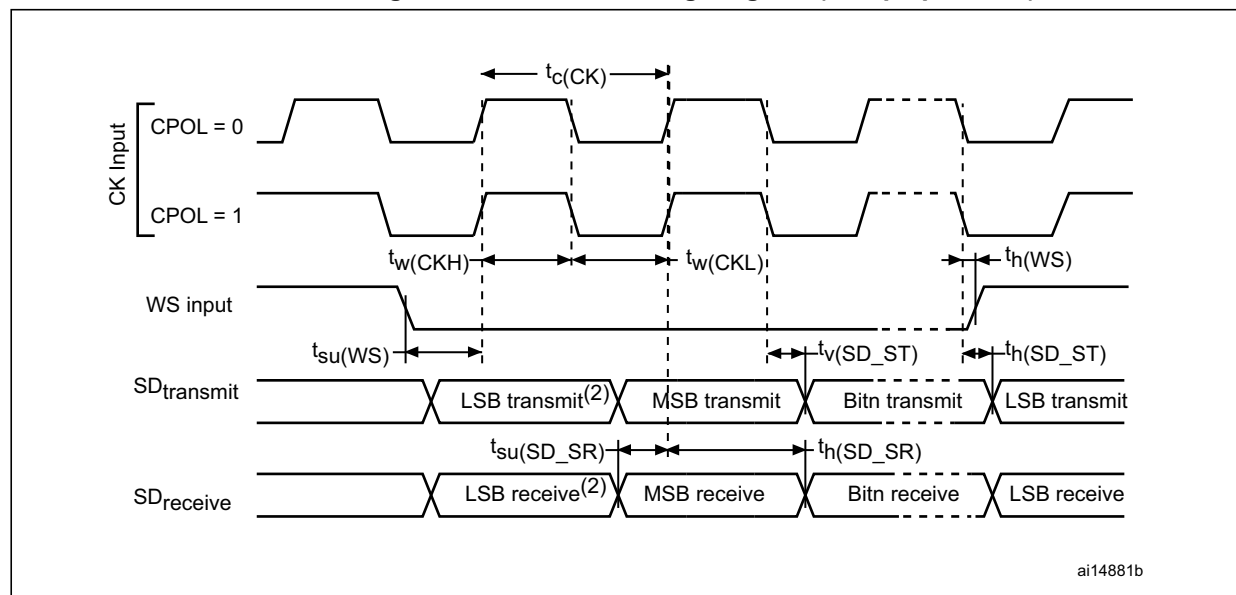 tc(CK)
CK Input
CPOL = 0
CPOL = 1
tw(CKH)
tw(CKL)
th(WS)
WS input
tsu(WS)
tv(SD_ST)
th(SD_ST)
SDtransmit
LSB transmit(2)
MSB transmit
Bitn transmit
LSB transmit
tsu(SD_SR)
th(SD_SR)
SDreceive
LSB receive(2)
MSB receive
Bitn receive
LSB receive
ai14881b